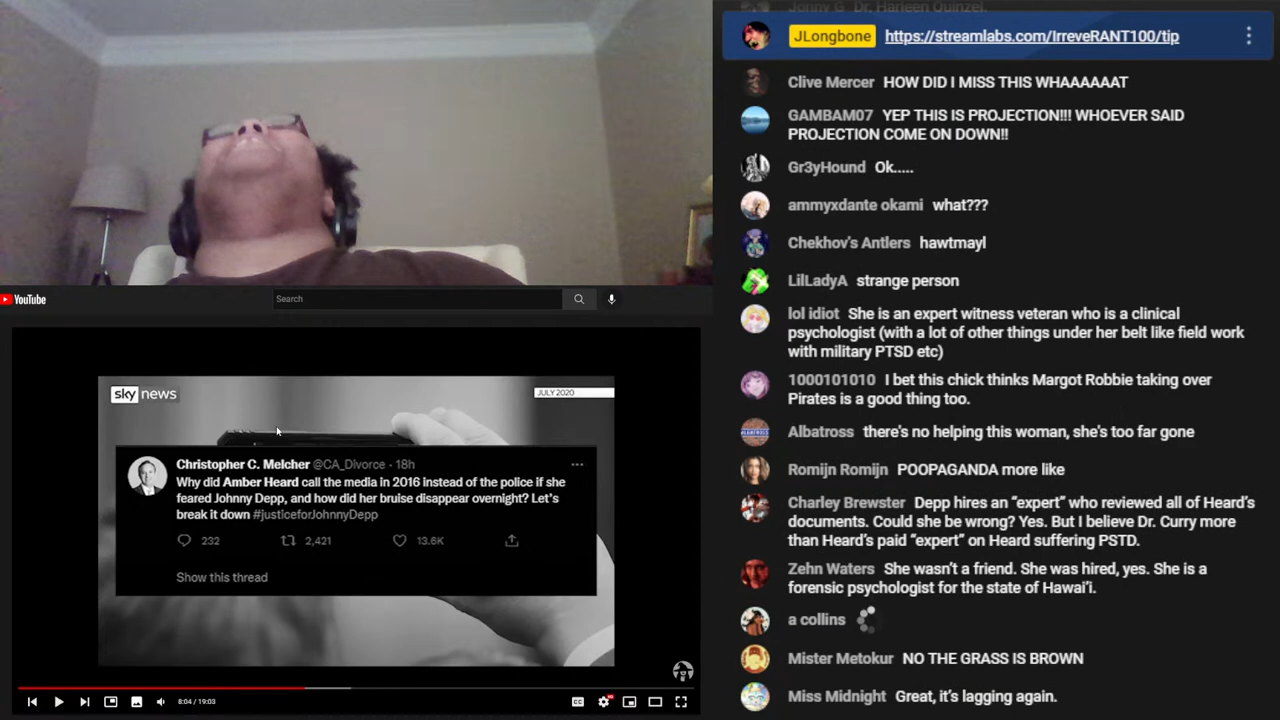 Jonny G Dr. Harleen Quinzel.
JLongbone https://streamlabs.com/IrreveRANT100/tip
Clive Mercer HOW DID I MISS THIS WHAAAAAAT
GAMBAM07 YEP THIS IS PROJECTION!!! WHOEVER SAID
PROJECTION COME ON DOWN!!
Gr3yHound Ok.....
ammyxdante okami what???
Chekhov's Antlers hawtmayl
LilLadyA strange person
lol idiot She is an expert witness veteran who is a clinical
psychologist (with a lot of other things under her belt like field work
with military PTSD etc)
1000101010 I bet this chick thinks Margot Robbie taking over
Pirates is a good thing too.
Albatross there's no helping this woman, she's too far gone
Romijn Romijn POOPAGANDA more like
Charley Brewster Depp hires an “expert” who reviewed all of Heard’s
documents. Could she be wrong? Yes. But I believe Dr. Curry more
than Heard’s paid “expert” on Heard suffering PSTD.
Zehn Waters She wasn’t a friend. She was hired, yes. She is a
forensic psychologist for the state of Hawai’i.
a collins
Mister Metokur NO THE GRASS IS BROWN
Miss Midnight Great, it’s lagging again.
YouTube
Search
sky news
JULY 2020
Christopher C. Melcher @CA_Divorce · 18h
Why did Amber Heard call the media in 2016 instead of the police if she
feared Johnny Depp, and how did her bruise disappear overnight? Let’s
break it down #justiceforJohnnyDepp
232 2,421 13.6K
Show this thread
8:04 / 19:03
CC
HD